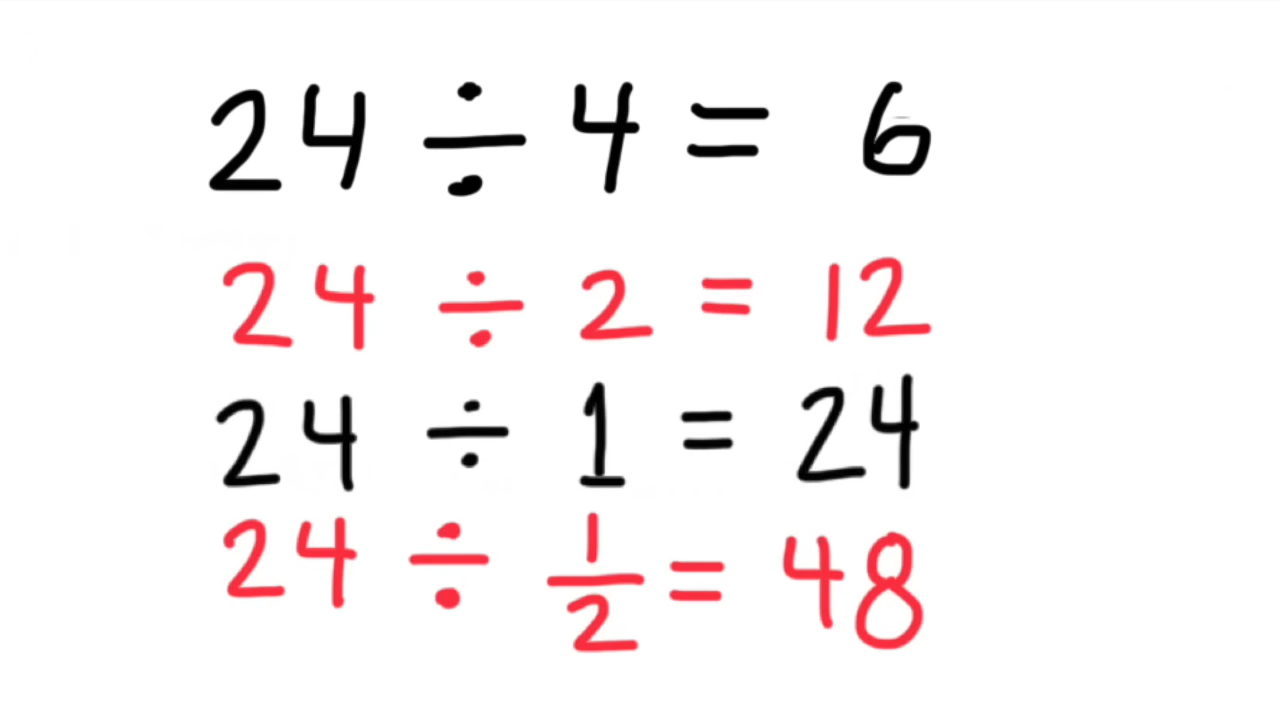 24 ÷ 4 = 6
24 ÷ 2 = 12
24 ÷ 1 = 24
24 ÷ 1/2 = 48